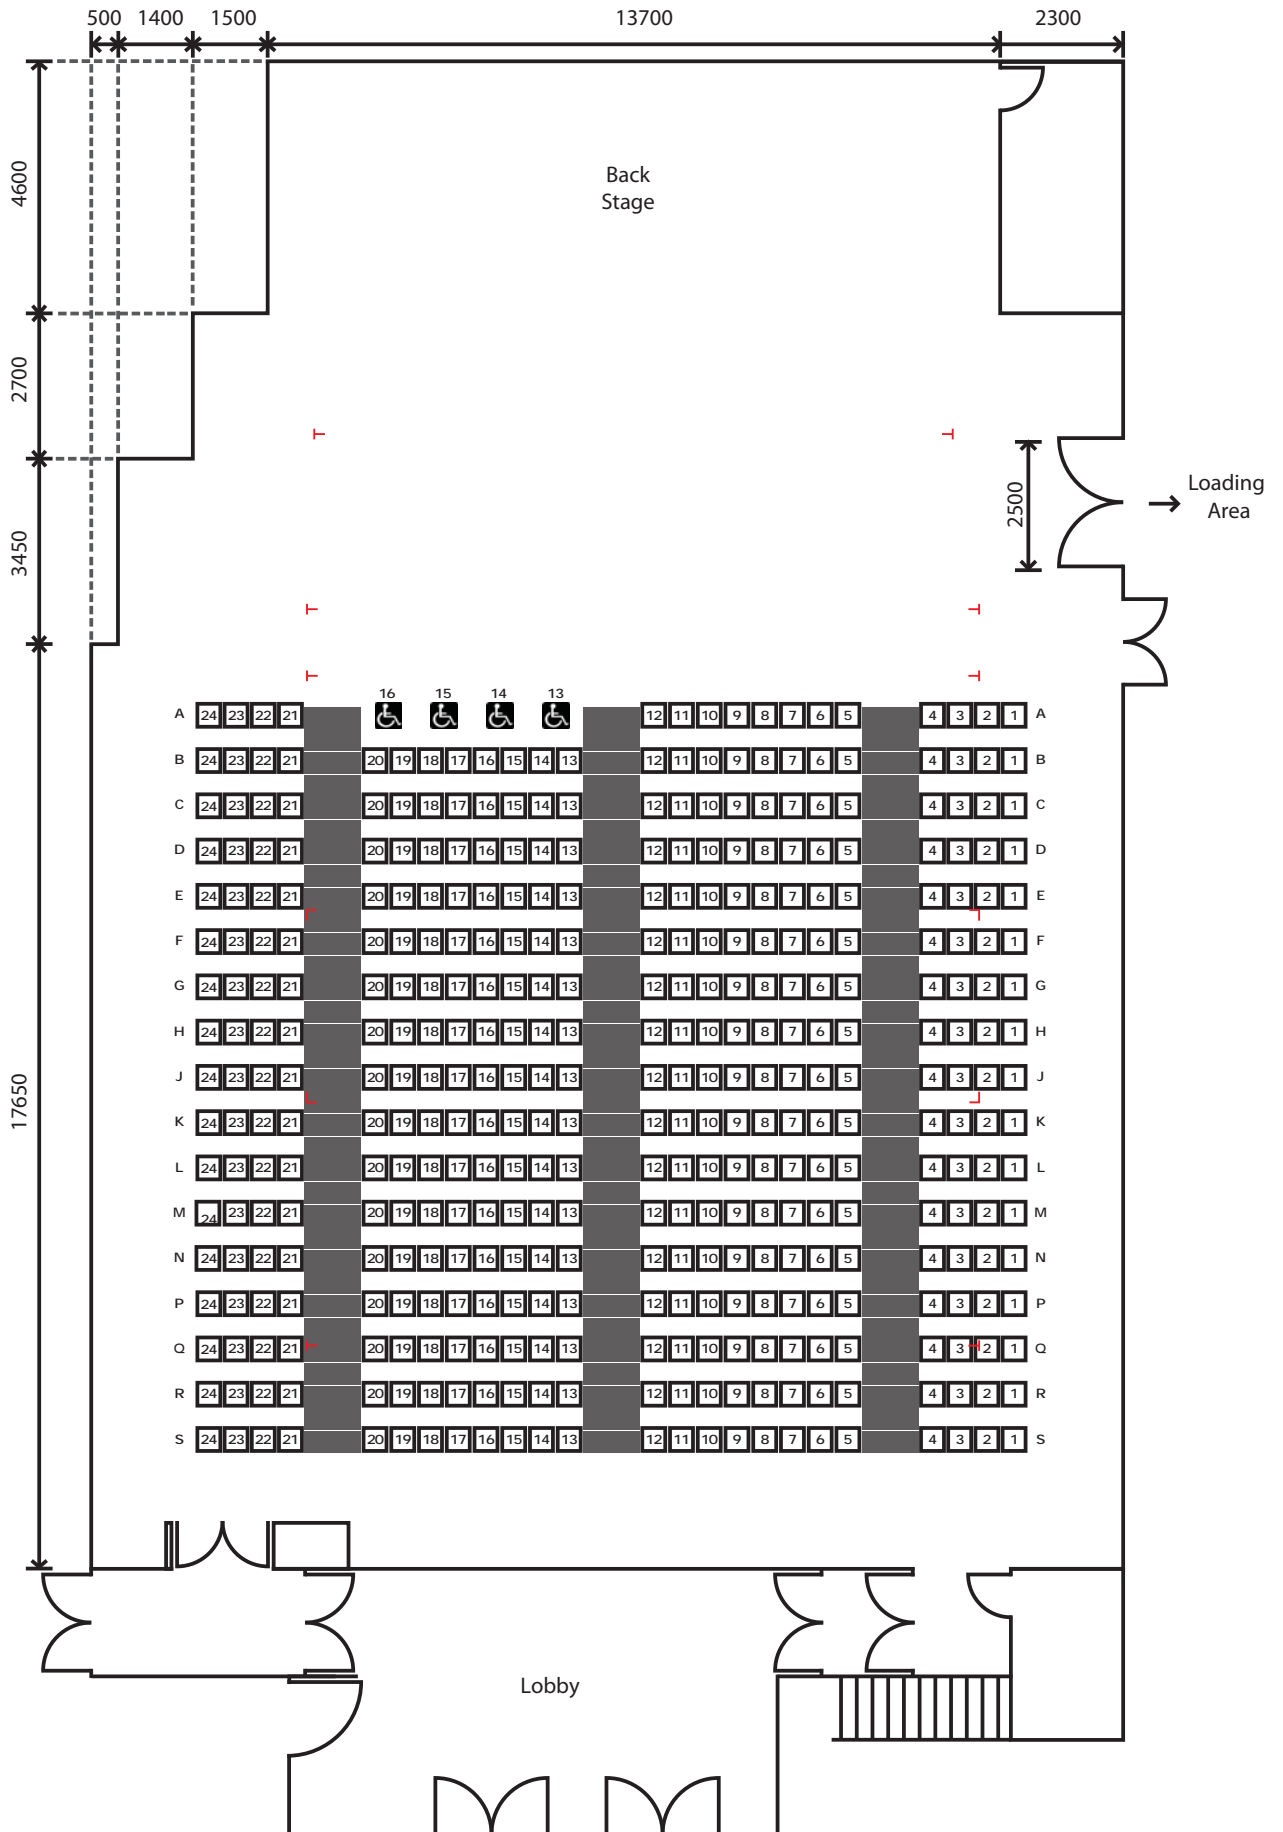 500 1400 1500 13700 2300
4600
Back
Stage
2700
2500
Loading
Area
3450
16 15 14 13
A 24 23 22 21 12 11 10 9 8 7 6 5 4 3 2 1 A
B 24 23 22 21 20 19 18 17 16 15 14 13 12 11 10 9 8 7 6 5 4 3 2 1 B
C 24 23 22 21 20 19 18 17 16 15 14 13 12 11 10 9 8 7 6 5 4 3 2 1 C
D 24 23 22 21 20 19 18 17 16 15 14 13 12 11 10 9 8 7 6 5 4 3 2 1 D
E 24 23 22 21 20 19 18 17 16 15 14 13 12 11 10 9 8 7 6 5 4 3 2 1 E
F 24 23 22 21 20 19 18 17 16 15 14 13 12 11 10 9 8 7 6 5 4 3 2 1 F
G 24 23 22 21 20 19 18 17 16 15 14 13 12 11 10 9 8 7 6 5 4 3 2 1 G
H 24 23 22 21 20 19 18 17 16 15 14 13 12 11 10 9 8 7 6 5 4 3 2 1 H
J 24 23 22 21 20 19 18 17 16 15 14 13 12 11 10 9 8 7 6 5 4 3 2 1 J
17650
K 24 23 22 21 20 19 18 17 16 15 14 13 12 11 10 9 8 7 6 5 4 3 2 1 K
L 24 23 22 21 20 19 18 17 16 15 14 13 12 11 10 9 8 7 6 5 4 3 2 1 L
M 24 23 22 21 20 19 18 17 16 15 14 13 12 11 10 9 8 7 6 5 4 3 2 1 M
N 24 23 22 21 20 19 18 17 16 15 14 13 12 11 10 9 8 7 6 5 4 3 2 1 N
P 24 23 22 21 20 19 18 17 16 15 14 13 12 11 10 9 8 7 6 5 4 3 2 1 P
Q 24 23 22 21 20 19 18 17 16 15 14 13 12 11 10 9 8 7 6 5 4 3 2 1 Q
R 24 23 22 21 20 19 18 17 16 15 14 13 12 11 10 9 8 7 6 5 4 3 2 1 R
S 24 23 22 21 20 19 18 17 16 15 14 13 12 11 10 9 8 7 6 5 4 3 2 1 S
Lobby